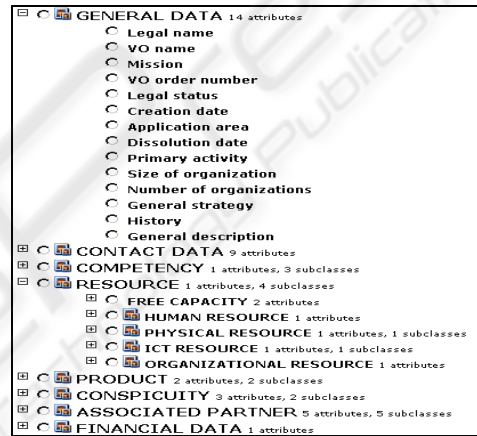 GENERAL DATA 14 attributes
Legal name
VO name
Mission
VO order number
Legal status
Creation date
Application area
Dissolution date
Primary activity
Size of organization
Number of organizations
General strategy
History
General description
CONTACT DATA 9 attributes
COMPETENCY 1 attributes, 3 subclasses
RESOURCE 1 attributes, 4 subclasses
FREE CAPACITY 2 attributes
HUMAN RESOURCE 1 attributes
PHYSICAL RESOURCE 1 attributes, 1 subclasses
ICT RESOURCE 1 attributes, 1 subclasses
ORGANIZATIONAL RESOURCE 1 attributes
PRODUCT 2 attributes, 2 subclasses
CONSPICUITY 3 attributes, 2 subclasses
ASSOCIATED PARTNER 5 attributes, 5 subclasses
FINANCIAL DATA 1 attributes